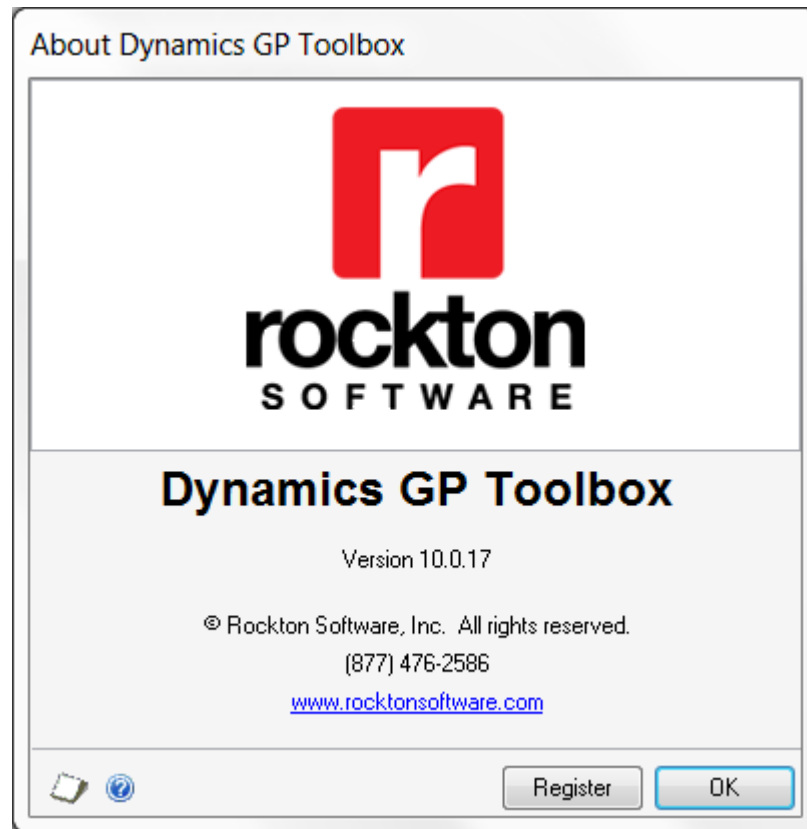 About Dynamics GP Toolbox
r
rockton
SOFTWARE
Dynamics GP Toolbox
Version 10.0.17
© Rockton Software, Inc.  All rights reserved.
(877) 476-2586
www.rocktonsoftware.com
Register
OK